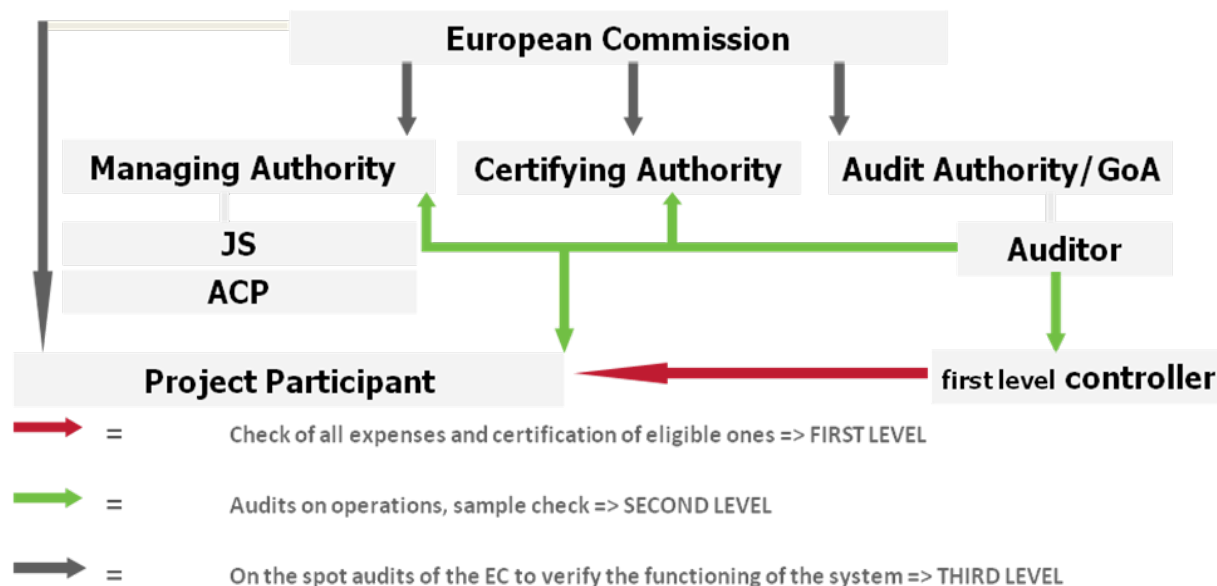 European Commission
Managing Authority
Certifying Authority
Audit Authority/GoA
JS
Auditor
ACP
Project Participant
first level controller
= Check of all expenses and certification of eligible ones => FIRST LEVEL
= Audits on operations, sample check => SECOND LEVEL
= On the spot audits of the EC to verify the functioning of the system => THIRD LEVEL